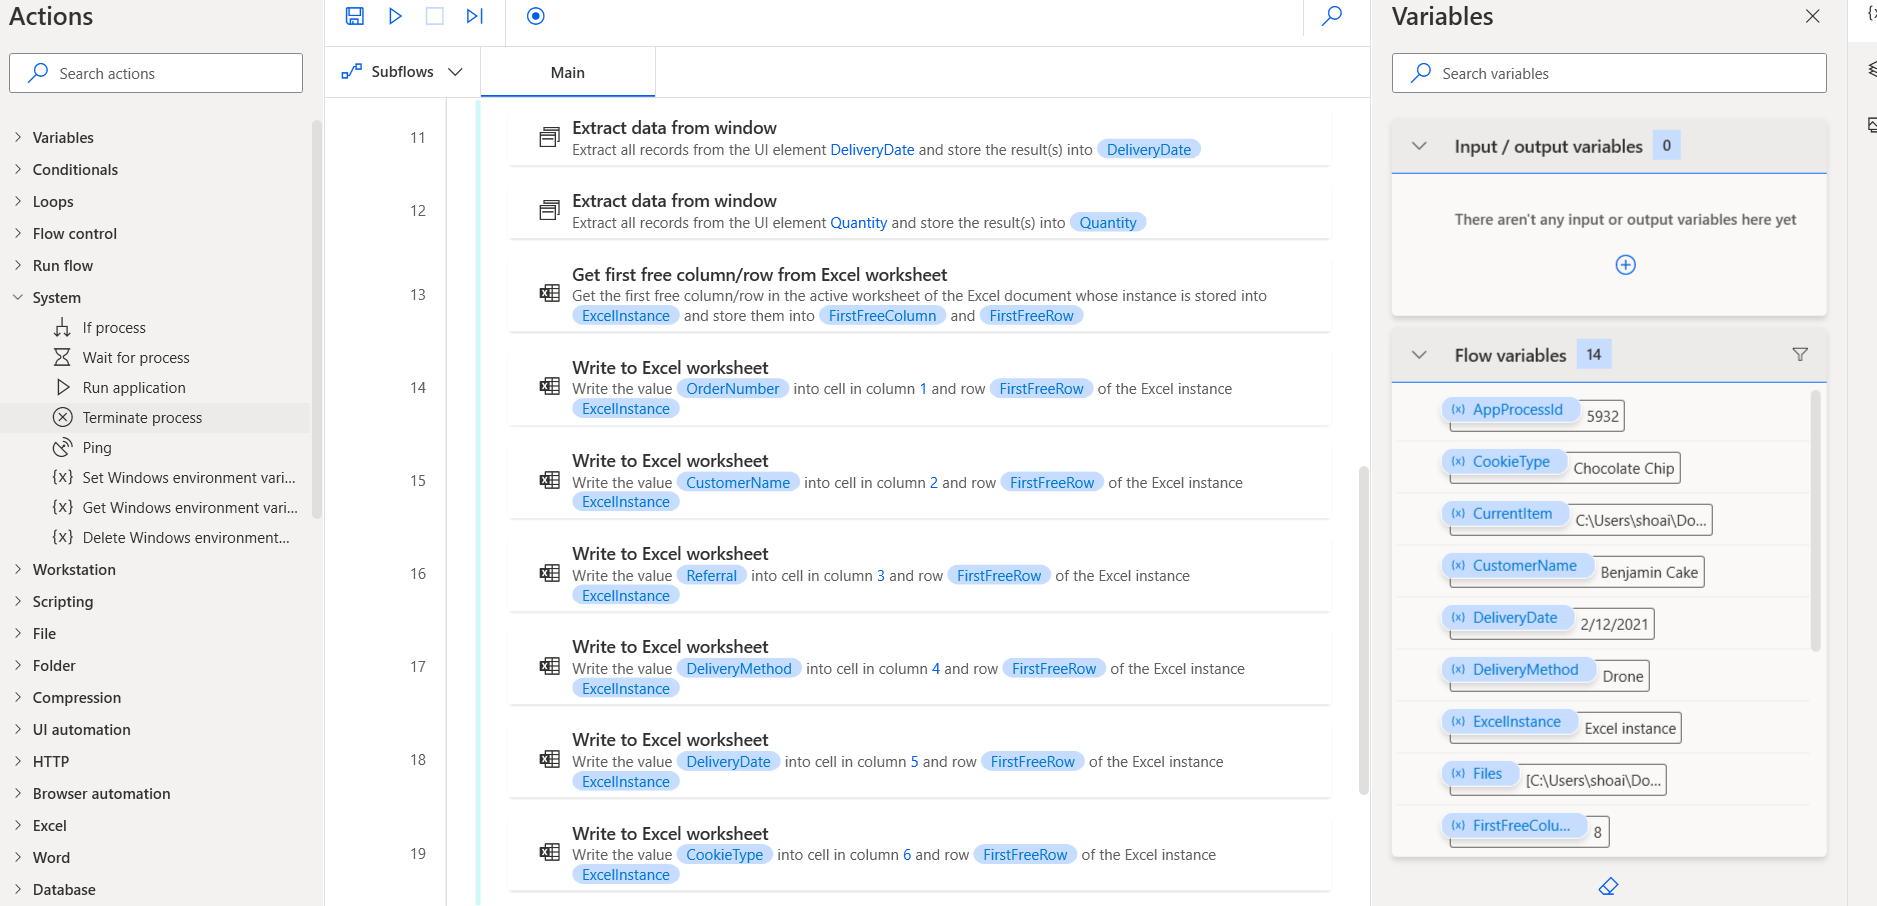 Actions
Search actions
Variables
Conditionals
Loops
Flow control
Run flow
System
If process
Wait for process
Run application
Terminate process
Ping
{x} Set Windows environment vari...
{x} Get Windows environment vari...
{x} Delete Windows environment...
Workstation
Scripting
File
Folder
Compression
UI automation
HTTP
Browser automation
Excel
Word
Database
Subflows
Main
11
Extract data from window
Extract all records from the UI element DeliveryDate and store the result(s) into DeliveryDate
12
Extract data from window
Extract all records from the UI element Quantity and store the result(s) into Quantity
13
Get first free column/row from Excel worksheet
Get the first free column/row in the active worksheet of the Excel document whose instance is stored into
ExcelInstance and store them into FirstFreeColumn and FirstFreeRow
14
Write to Excel worksheet
Write the value OrderNumber into cell in column 1 and row FirstFreeRow of the Excel instance
ExcelInstance
15
Write to Excel worksheet
Write the value CustomerName into cell in column 2 and row FirstFreeRow of the Excel instance
ExcelInstance
16
Write to Excel worksheet
Write the value Referral into cell in column 3 and row FirstFreeRow of the Excel instance
ExcelInstance
17
Write to Excel worksheet
Write the value DeliveryMethod into cell in column 4 and row FirstFreeRow of the Excel instance
ExcelInstance
18
Write to Excel worksheet
Write the value DeliveryDate into cell in column 5 and row FirstFreeRow of the Excel instance
ExcelInstance
19
Write to Excel worksheet
Write the value CookieType into cell in column 6 and row FirstFreeRow of the Excel instance
ExcelInstance
Variables
Search variables
Input / output variables 0
There aren't any input or output variables here yet
Flow variables 14
(x) AppProcessId 5932
(x) CookieType Chocolate Chip
(x) CurrentItem C:\Users\shoai\Do...
(x) CustomerName Benjamin Cake
(x) DeliveryDate 2/12/2021
(x) DeliveryMethod Drone
(x) ExcelInstance Excel instance
(x) Files [C:\Users\shoai\Do...
(x) FirstFreeColu... 8